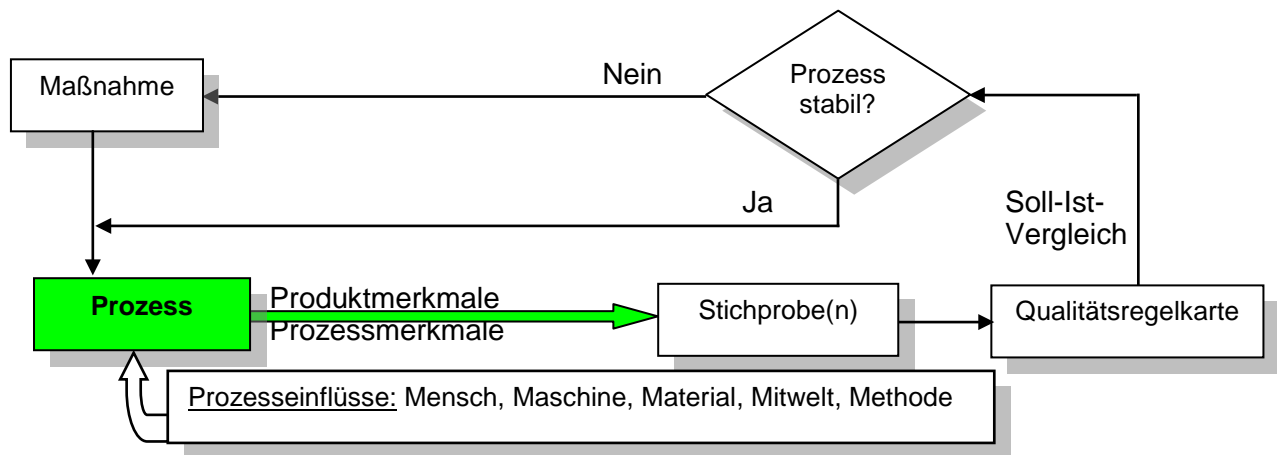 Maßnahme
Nein
Prozess
stabil?
Ja
Soll-Ist-
Vergleich
Prozess
Produktmerkmale
Prozessmerkmale
Stichprobe(n)
Qualitätsregelkarte
Prozesseinflüsse: Mensch, Maschine, Material, Mitwelt, Methode